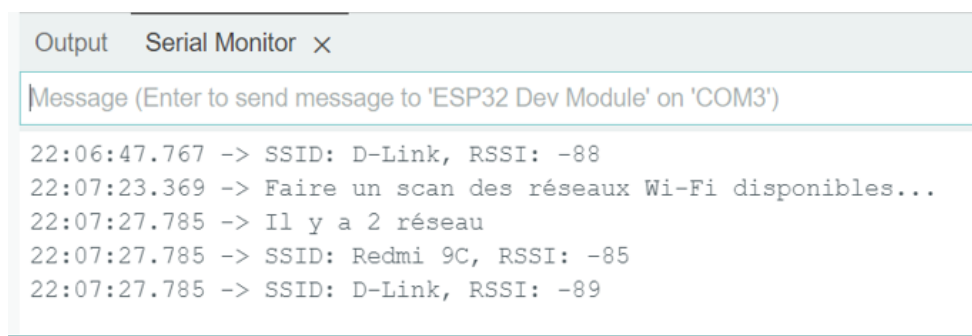 Output Serial Monitor ×
Message (Enter to send message to 'ESP32 Dev Module' on 'COM3')
22:06:47.767 -> SSID: D-Link, RSSI: -88
22:07:23.369 -> Faire un scan des réseaux Wi-Fi disponibles...
22:07:27.785 -> Il y a 2 réseau
22:07:27.785 -> SSID: Redmi 9C, RSSI: -85
22:07:27.785 -> SSID: D-Link, RSSI: -89